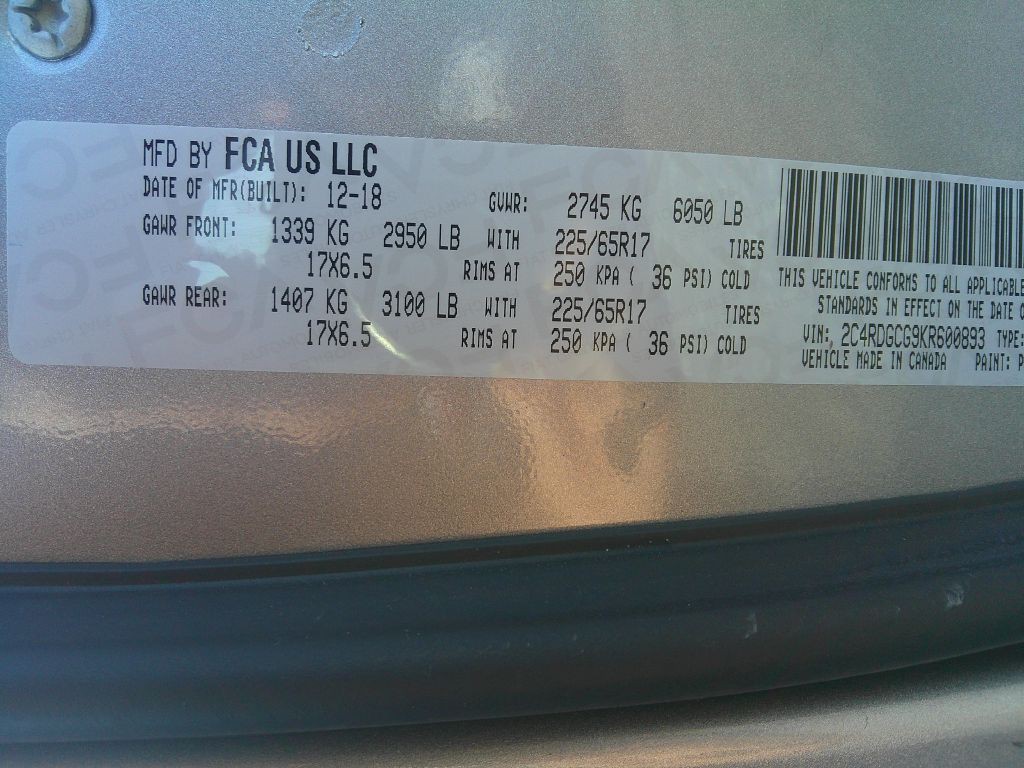 MFD BY FCA US LLC
DATE OF MFR(BUILT): 12-18 GVWR: 2745 KG 6050 LB
GAWR FRONT: 1339 KG 2950 LB WITH 225/65R17 TIRES
17X6.5 RIMS AT 250 KPA ( 36 PSI) COLD
GAWR REAR: 1407 KG 3100 LB WITH 225/65R17 TIRES
17X6.5 RIMS AT 250 KPA ( 36 PSI) COLD
THIS VEHICLE CONFORMS TO ALL APPLICABLE
STANDARDS IN EFFECT ON THE DATE O
VIN: 2C4RDGCG9KR600893 TYPE:
VEHICLE MADE IN CANADA PAINT: P